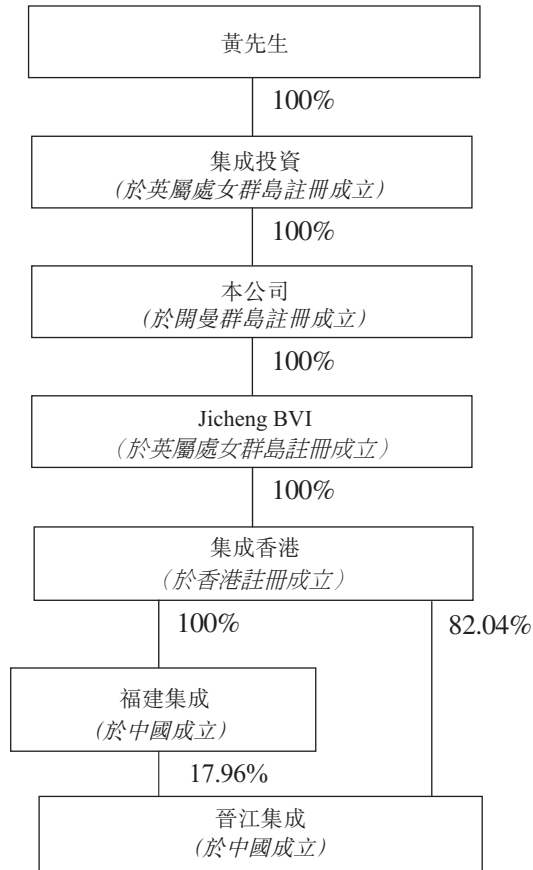 黃先生
100%
集成投資
(於英屬處女群島註冊成立)
100%
本公司
(於開曼群島註冊成立)
100%
Jicheng BVI
(於英屬處女群島註冊成立)
100%
集成香港
(於香港註冊成立)
100%
82.04%
福建集成
(於中國成立)
17.96%
晉江集成
(於中國成立)